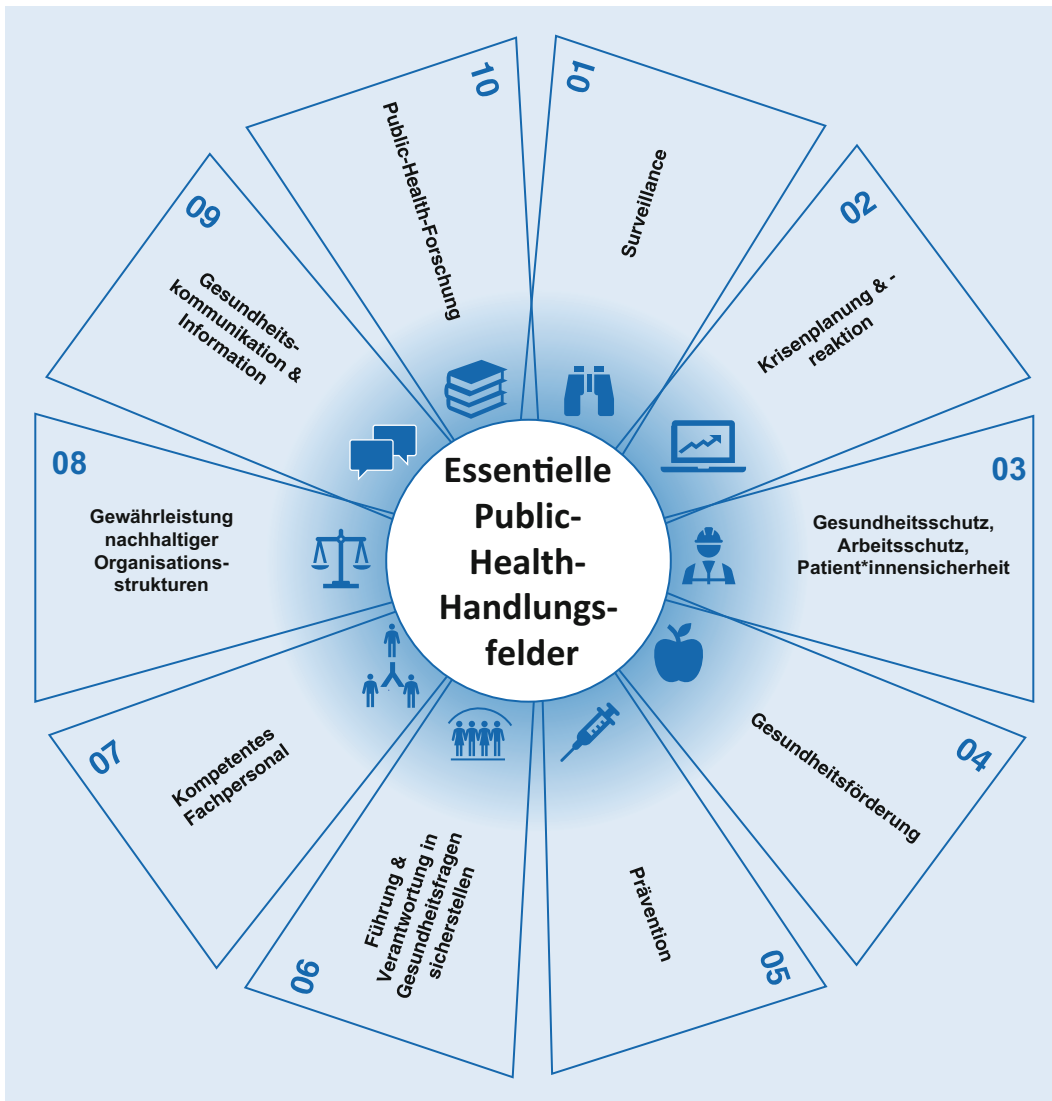 Essentielle
Public-
Health-
Handlungs-
felder
01
Surveillance
02
Krisenplanung & -
reaktion
03
Gesundheitsschutz,
Arbeitsschutz,
Patient*innensicherheit
04
Gesundheitsförderung
05
Prävention
06
Führung &
Verantwortung in
Gesundheitsfragen
sicherstellen
07
Kompetentes
Fachpersonal
08
Gewährleistung
nachhaltiger
Organisations-
strukturen
09
Gesundheits-
kommunikation &
Information
10
Public-Health-Forschung